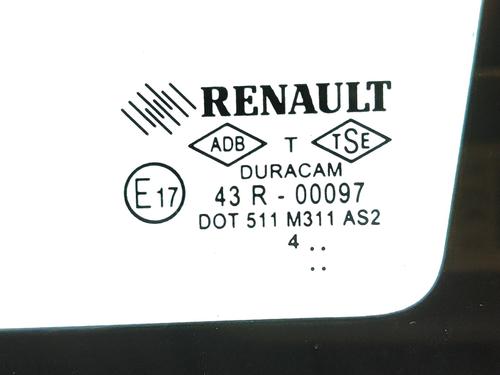 RENAULT
ADB T TSE
DURACAM
E17 43 R - 00097
DOT 511 M311 AS2
4 ..
..